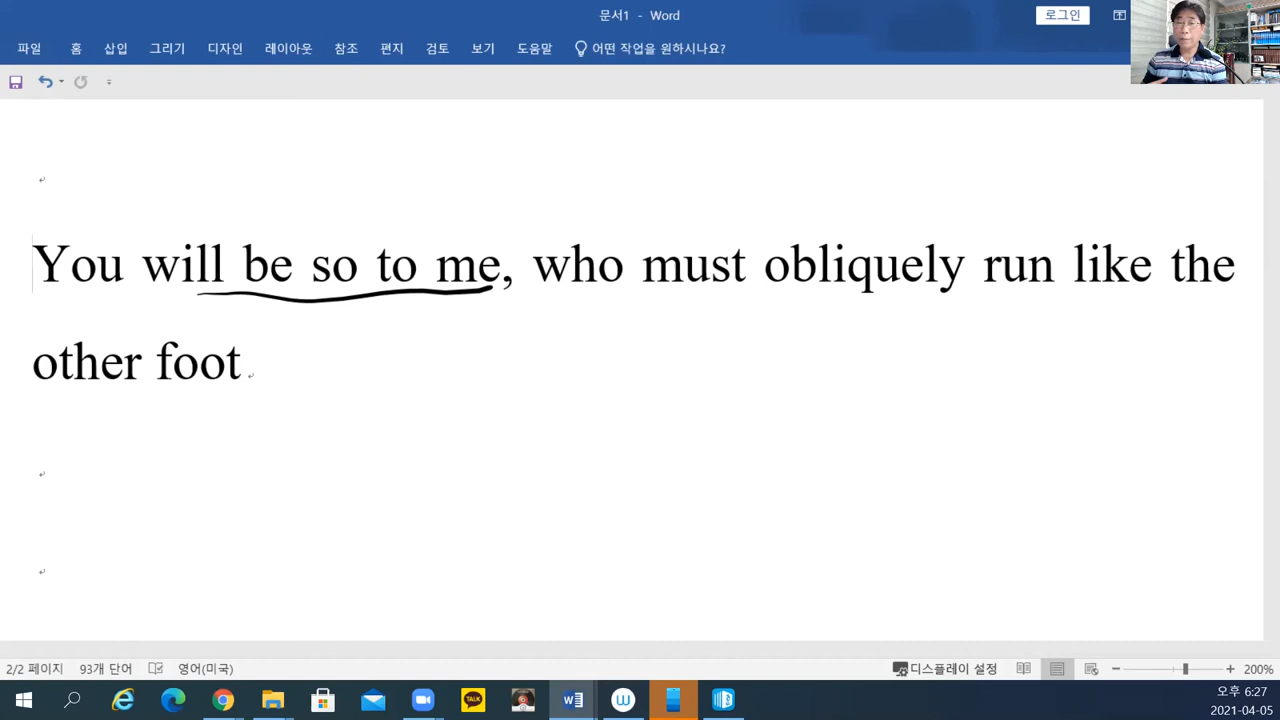 문서1 - Word
로그인
파일 홈 삽입 그리기 디자인 레이아웃 참조 편지 검토 보기 도움말 어떤 작업을 원하시나요?
You will be so to me, who must obliquely run like the
other foot
2/2 페이지 93개 단어 영어(미국) 디스플레이 설정 200%
TALK
오후 6:27
2021-04-05